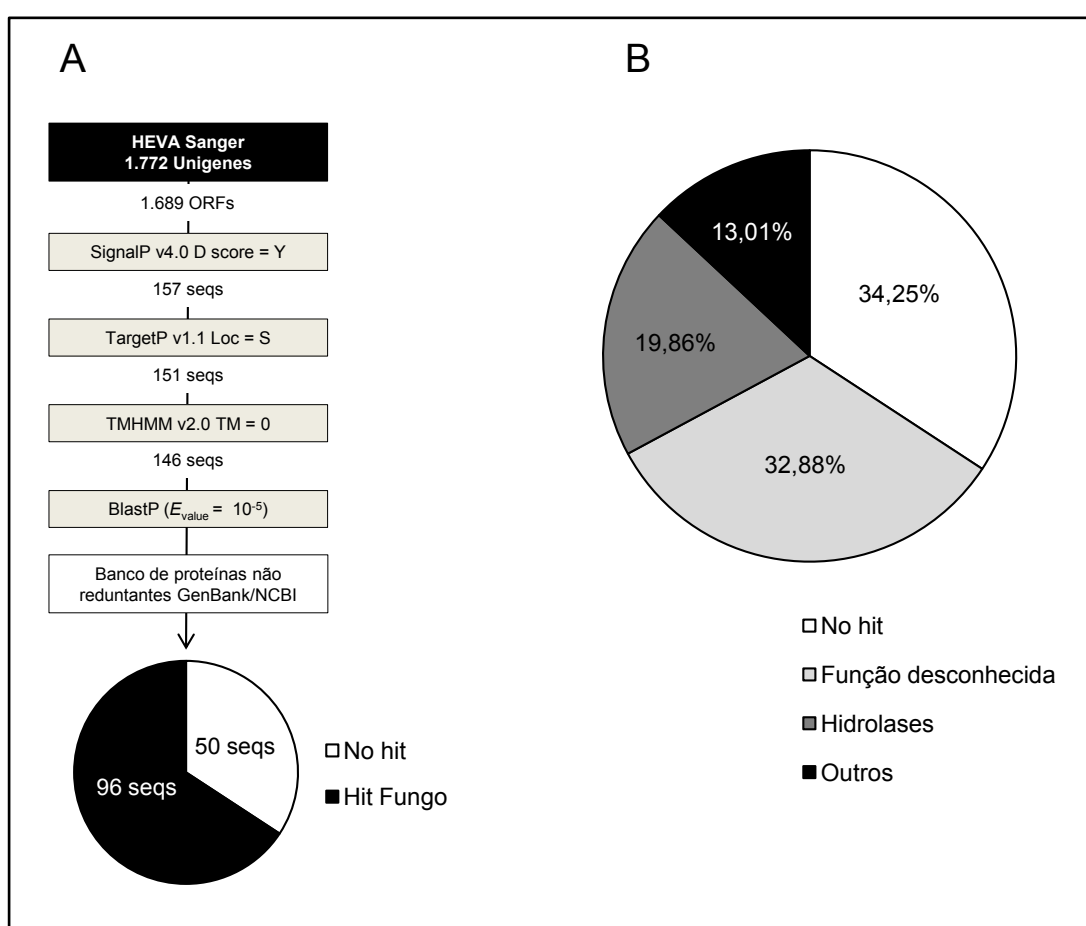 A
HEVA Sanger
1.772 Unigenes
1.689 ORFs
SignalP v4.0 D score = Y
157 seqs
TargetP v1.1 Loc = S
151 seqs
TMHMM v2.0 TM = 0
146 seqs
BlastP (Evalue = 10-5)
Banco de proteínas não
reduntantes GenBank/NCBI
50 seqs
96 seqs
No hit
Hit Fungo
B
13,01%
34,25%
19,86%
32,88%
No hit
Função desconhecida
Hidrolases
Outros